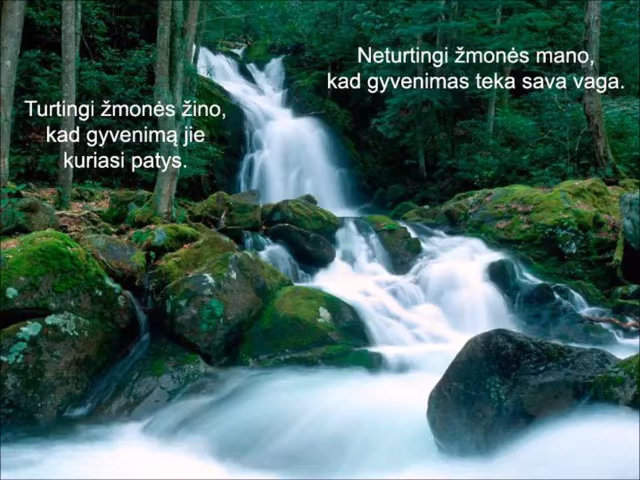 Turtingi žmonės žino,
kad gyvenimą jie
kuriasi patys.
Neturtingi žmonės mano,
kad gyvenimas teka sava vaga.